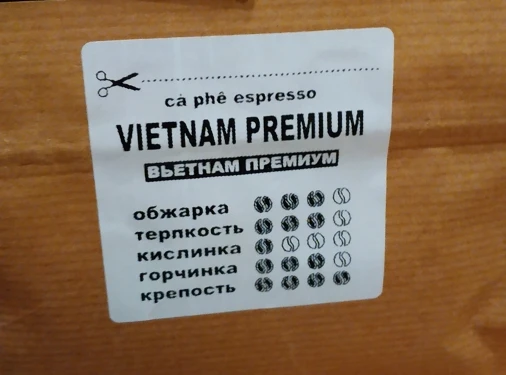 cà phê espresso
VIETNAM PREMIUM
ВЬЕТНАМ ПРЕМИУМ
обжарка
терпкость
кислинка
горчинка
крепость